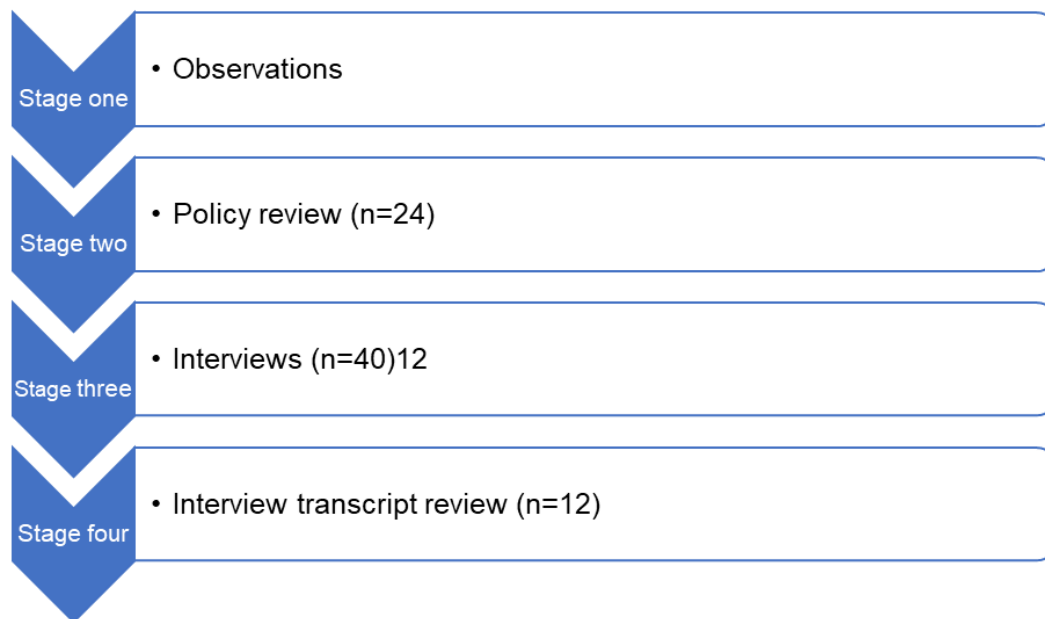 Stage one
• Observations
Stage two
• Policy review (n=24)
Stage three
• Interviews (n=40)12
Stage four
• Interview transcript review (n=12)